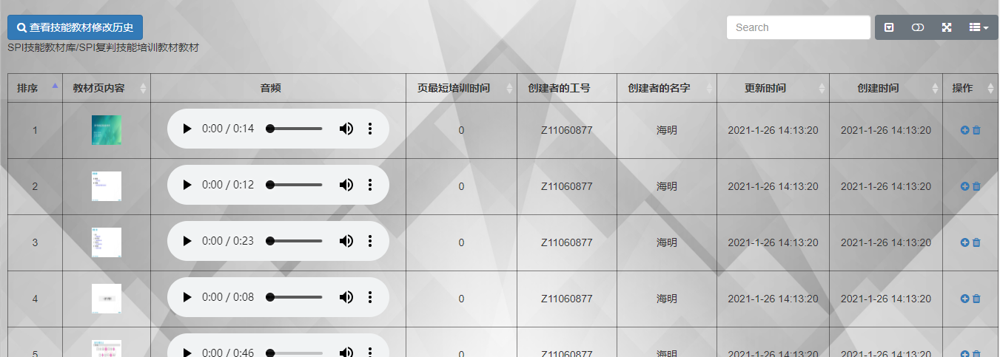 查看技能教材修改历史
Search
SPI技能教材库/SPI复判技能培训教材教材
排序 教材页内容 音频 页最短培训时间 创建者的工号 创建者的名字 更新时间 创建时间 操作
1 0:00 / 0:14 0 Z11060877 海明 2021-1-26 14:13:20 2021-1-26 14:13:20
2 0:00 / 0:12 0 Z11060877 海明 2021-1-26 14:13:20 2021-1-26 14:13:20
3 0:00 / 0:23 0 Z11060877 海明 2021-1-26 14:13:20 2021-1-26 14:13:20
4 0:00 / 0:08 0 Z11060877 海明 2021-1-26 14:13:20 2021-1-26 14:13:20
5 0:00 / 0:46 0 Z11060877 海明 2021-1-26 14:13:20 2021-1-26 14:13:20